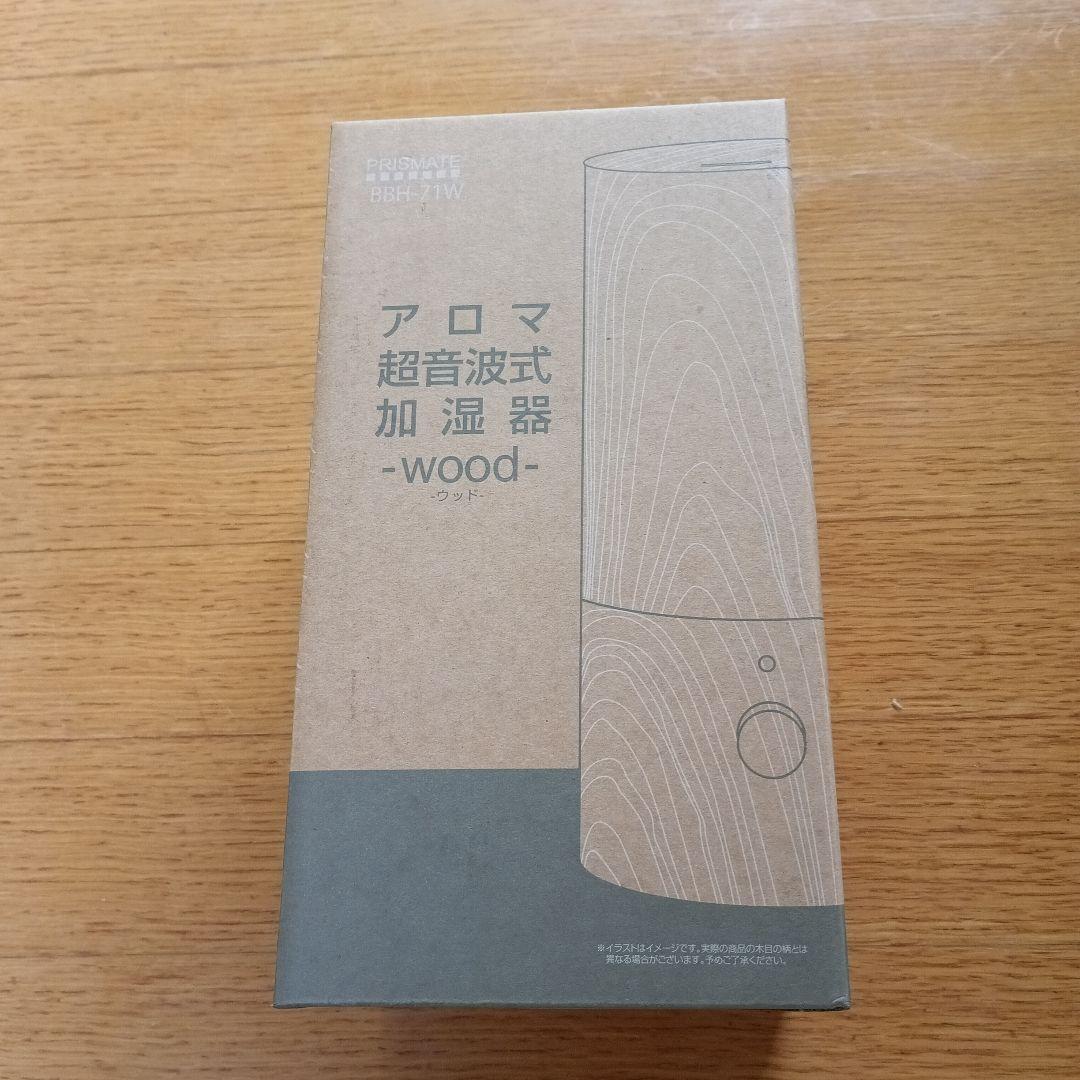 PRISMATE
BBH-71W
アロマ
超音波式
加湿器
-wood-
-ウッド-
※イラストはイメージです。実際の商品の木目の柄とは
異なる場合がございます。予めご了承ください。